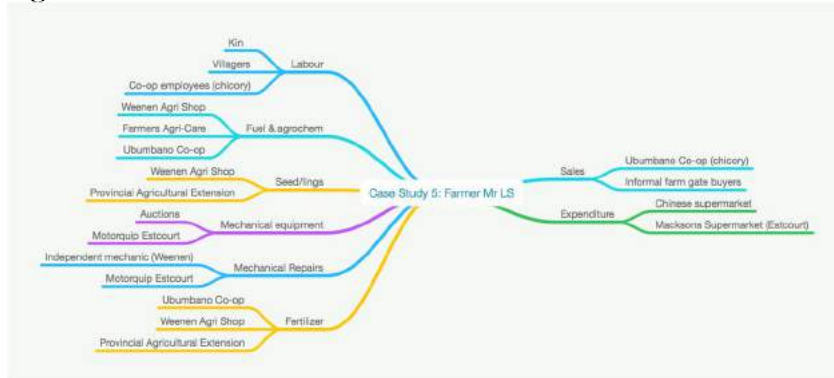 Kin
Villagers
Co-op employees (chicory)
Labour
Weenen Agri Shop
Farmers Agri-Care
Ubumbano Co-op
Fuel & agrochem
Weenen Agri Shop
Provincial Agricultural Extension
Seed/lings
Auctions
Motorquip Estcourt
Mechanical equipment
Independent mechanic (Weenen)
Motorquip Estcourt
Mechanical Repairs
Ubumbano Co-op
Weenen Agri Shop
Provincial Agricultural Extension
Fertilizer
Case Study 5: Farmer Mr LS
Sales
Ubumbano Co-op (chicory)
Informal farm gate buyers
Expenditure
Chinese supermarket
Macksons Supermarket (Estcourt)